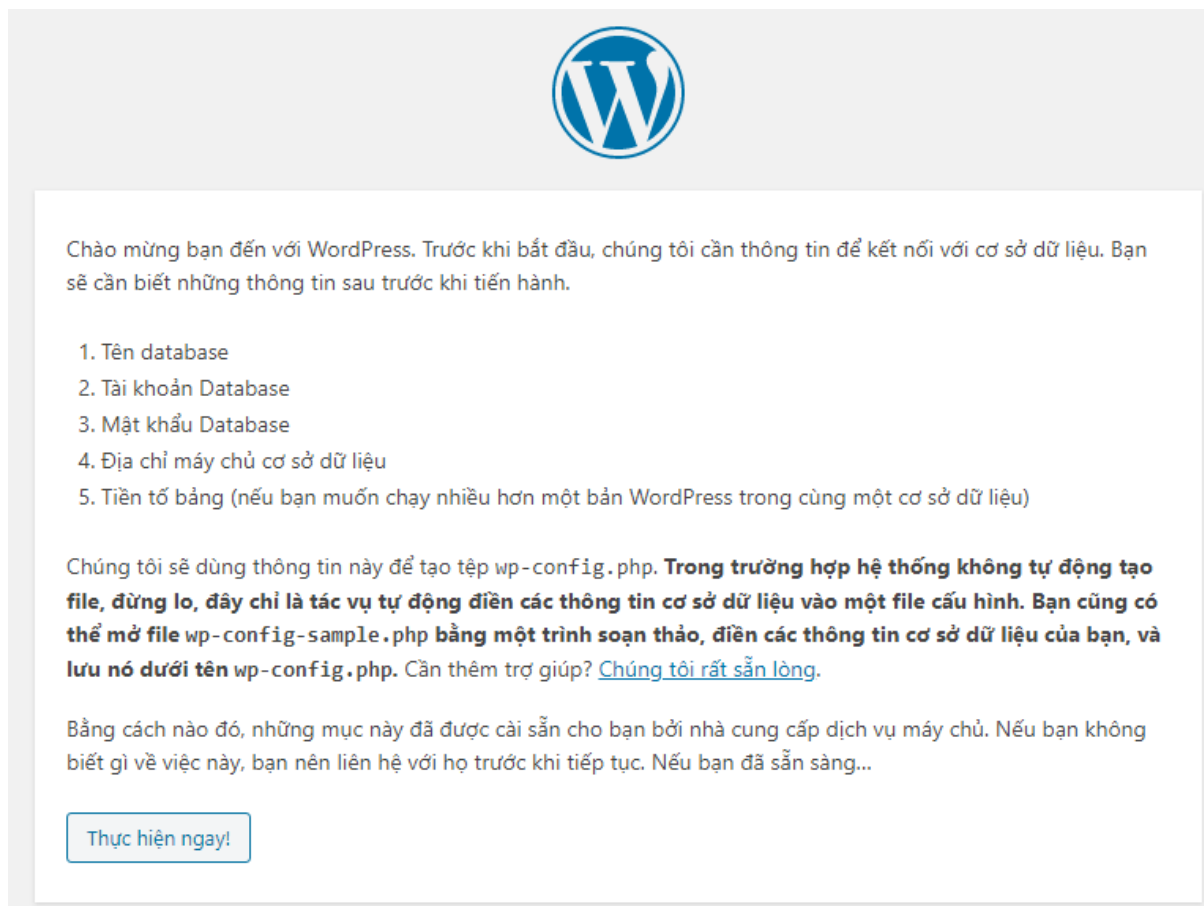 Chào mừng bạn đến với WordPress. Trước khi bắt đầu, chúng tôi cần thông tin để kết nối với cơ sở dữ liệu. Bạn
sẽ cần biết những thông tin sau trước khi tiến hành.
1. Tên database
2. Tài khoản Database
3. Mật khẩu Database
4. Địa chỉ máy chủ cơ sở dữ liệu
5. Tiền tố bảng (nếu bạn muốn chạy nhiều hơn một bản WordPress trong cùng một cơ sở dữ liệu)
Chúng tôi sẽ dùng thông tin này để tạo tệp wp-config.php. Trong trường hợp hệ thống không tự động tạo
file, đừng lo, đây chỉ là tác vụ tự động điền các thông tin cơ sở dữ liệu vào một file cấu hình. Bạn cũng có
thể mở file wp-config-sample.php bằng một trình soạn thảo, điền các thông tin cơ sở dữ liệu của bạn, và
lưu nó dưới tên wp-config.php. Cần thêm trợ giúp? Chúng tôi rất sẵn lòng.
Bằng cách nào đó, những mục này đã được cài sẵn cho bạn bởi nhà cung cấp dịch vụ máy chủ. Nếu bạn không
biết gì về việc này, bạn nên liên hệ với họ trước khi tiếp tục. Nếu bạn đã sẵn sàng...
Thực hiện ngay!